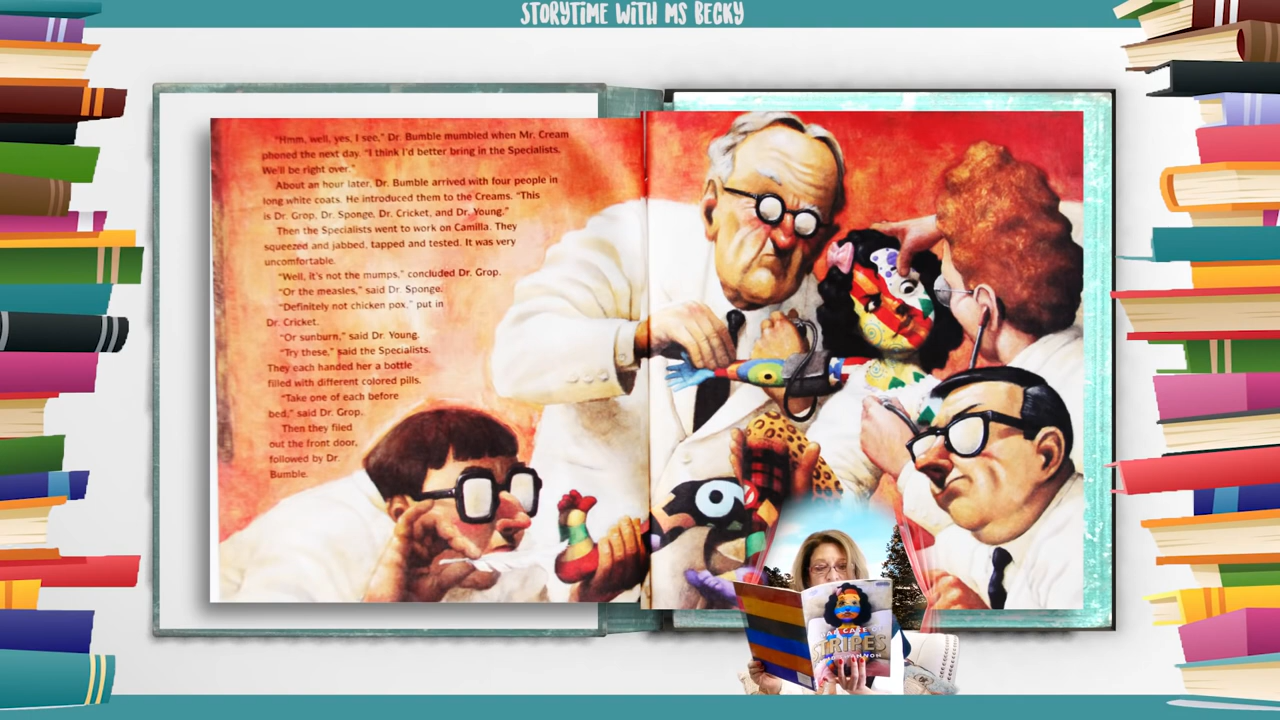 STORYTIME WITH MS BECKY
"Hmm, well, yes, I see," Dr. Bumble mumbled when Mr. Cream
phoned the next day. "I think I'd better bring in the Specialists.
We'll be right over."
About an hour later, Dr. Bumble arrived with four people in
long white coats. He introduced them to the Creams. "This
is Dr. Grop, Dr. Sponge, Dr. Cricket, and Dr. Young."
Then the Specialists went to work on Camilla. They
squeezed and jabbed, tapped and tested. It was very
uncomfortable.
"Well, it's not the mumps," concluded Dr. Grop.
"Or the measles," said Dr. Sponge.
"Definitely not chicken pox," put in
Dr. Cricket.
"Or sunburn," said Dr. Young.
"Try these," said the Specialists.
They each handed her a bottle
filled with different colored pills.
"Take one of each before
bed," said Dr. Grop.
Then they filed
out the front door,
followed by Dr.
Bumble.
CASE
STRIPES
SHANNON